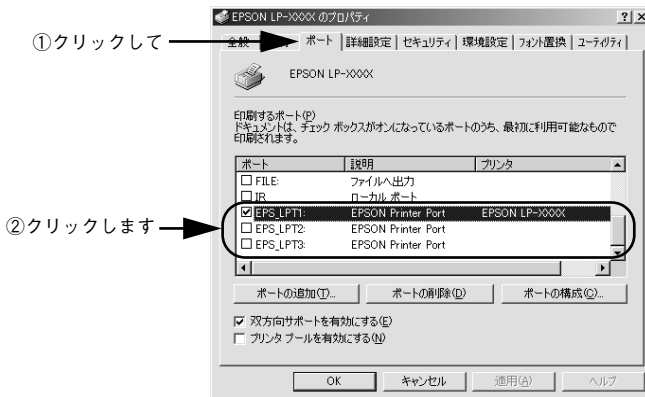 EPSON LP-XXXX のプロパティ
? ×
①クリックして
全般
ポート
詳細設定
セキュリティ
環境設定
フォント置換
ユーティリティ
EPSON LP-XXXX
印刷するポート(P)
ドキュメントは、チェック ボックスがオンになっているポートのうち、最初に利用可能なもので
印刷されます。
ポート 説明 プリンタ
FILE: ファイルへ出力
IR ローカル ポート
EPS_LPT1: EPSON Printer Port EPSON LP-XXXX
②クリックします
EPS_LPT2: EPSON Printer Port
EPS_LPT3: EPSON Printer Port
ポートの追加(T)... ポートの削除(D) ポートの構成(C)...
双方向サポートを有効にする(E)
プリンタ プールを有効にする(N)
OK キャンセル 適用(A) ヘルプ